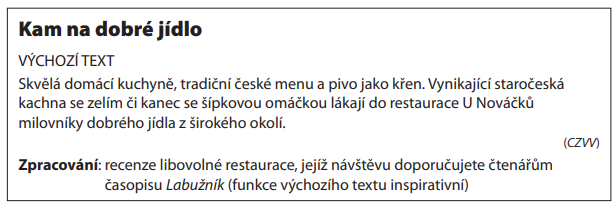 Kam na dobré jídlo
VÝCHOZÍ TEXT
Skvělá domácí kuchyně, tradiční české menu a pivo jako křen. Vynikající staročeská
kachna se zelím či kanec se šípkovou omáčkou lákají do restaurace U Nováčků
milovníky dobrého jídla z širokého okolí.
(CZVV)
Zpracování: recenze libovolné restaurace, jejíž návštěvu doporučujete čtenářům
časopisu Labužník (funkce výchozího textu inspirativní)